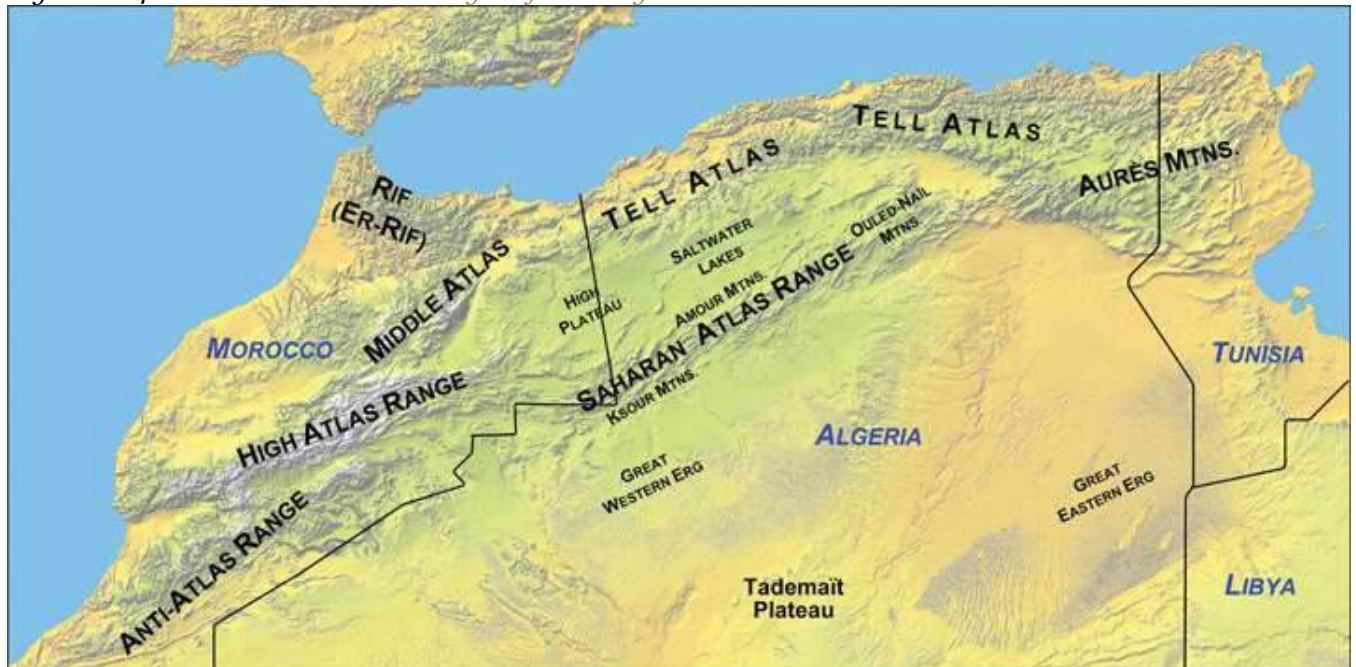 TELL ATLAS
TELL ATLAS
AURÈS MTNS.
RIF
(ER-RIF)
OULED-NAIL
MTNS.
SALTWATER
LAKES
MIDDLE ATLAS
HIGH
PLATEAU
AMOUR MTNS.
SAHARAN ATLAS RANGE
MOROCCO
TUNISIA
KSOUR MTNS.
HIGH ATLAS RANGE
ALGERIA
GREAT
WESTERN ERG
GREAT
EASTERN ERG
ANTI-ATLAS RANGE
Tademaït
Plateau
LIBYA